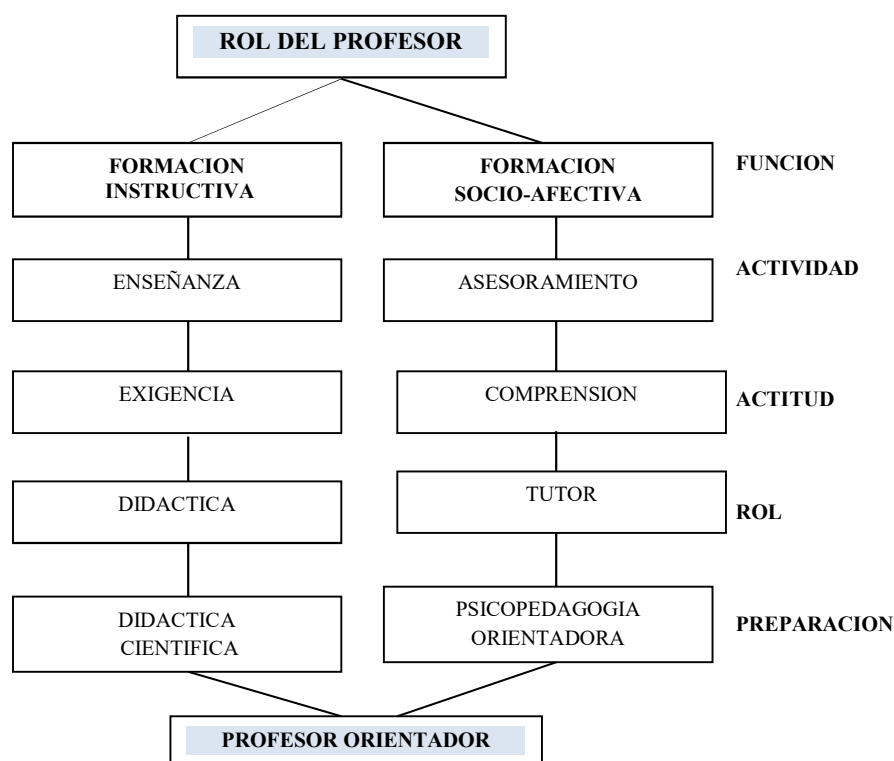 ROL DEL PROFESOR
FORMACION
INSTRUCTIVA
FORMACION
SOCIO-AFECTIVA
FUNCION
ENSEÑANZA
ASESORAMIENTO
ACTIVIDAD
EXIGENCIA
COMPRENSION
ACTITUD
DIDACTICA
TUTOR
ROL
DIDACTICA
CIENTIFICA
PSICOPEDAGOGIA
ORIENTADORA
PREPARACION
PROFESOR ORIENTADOR